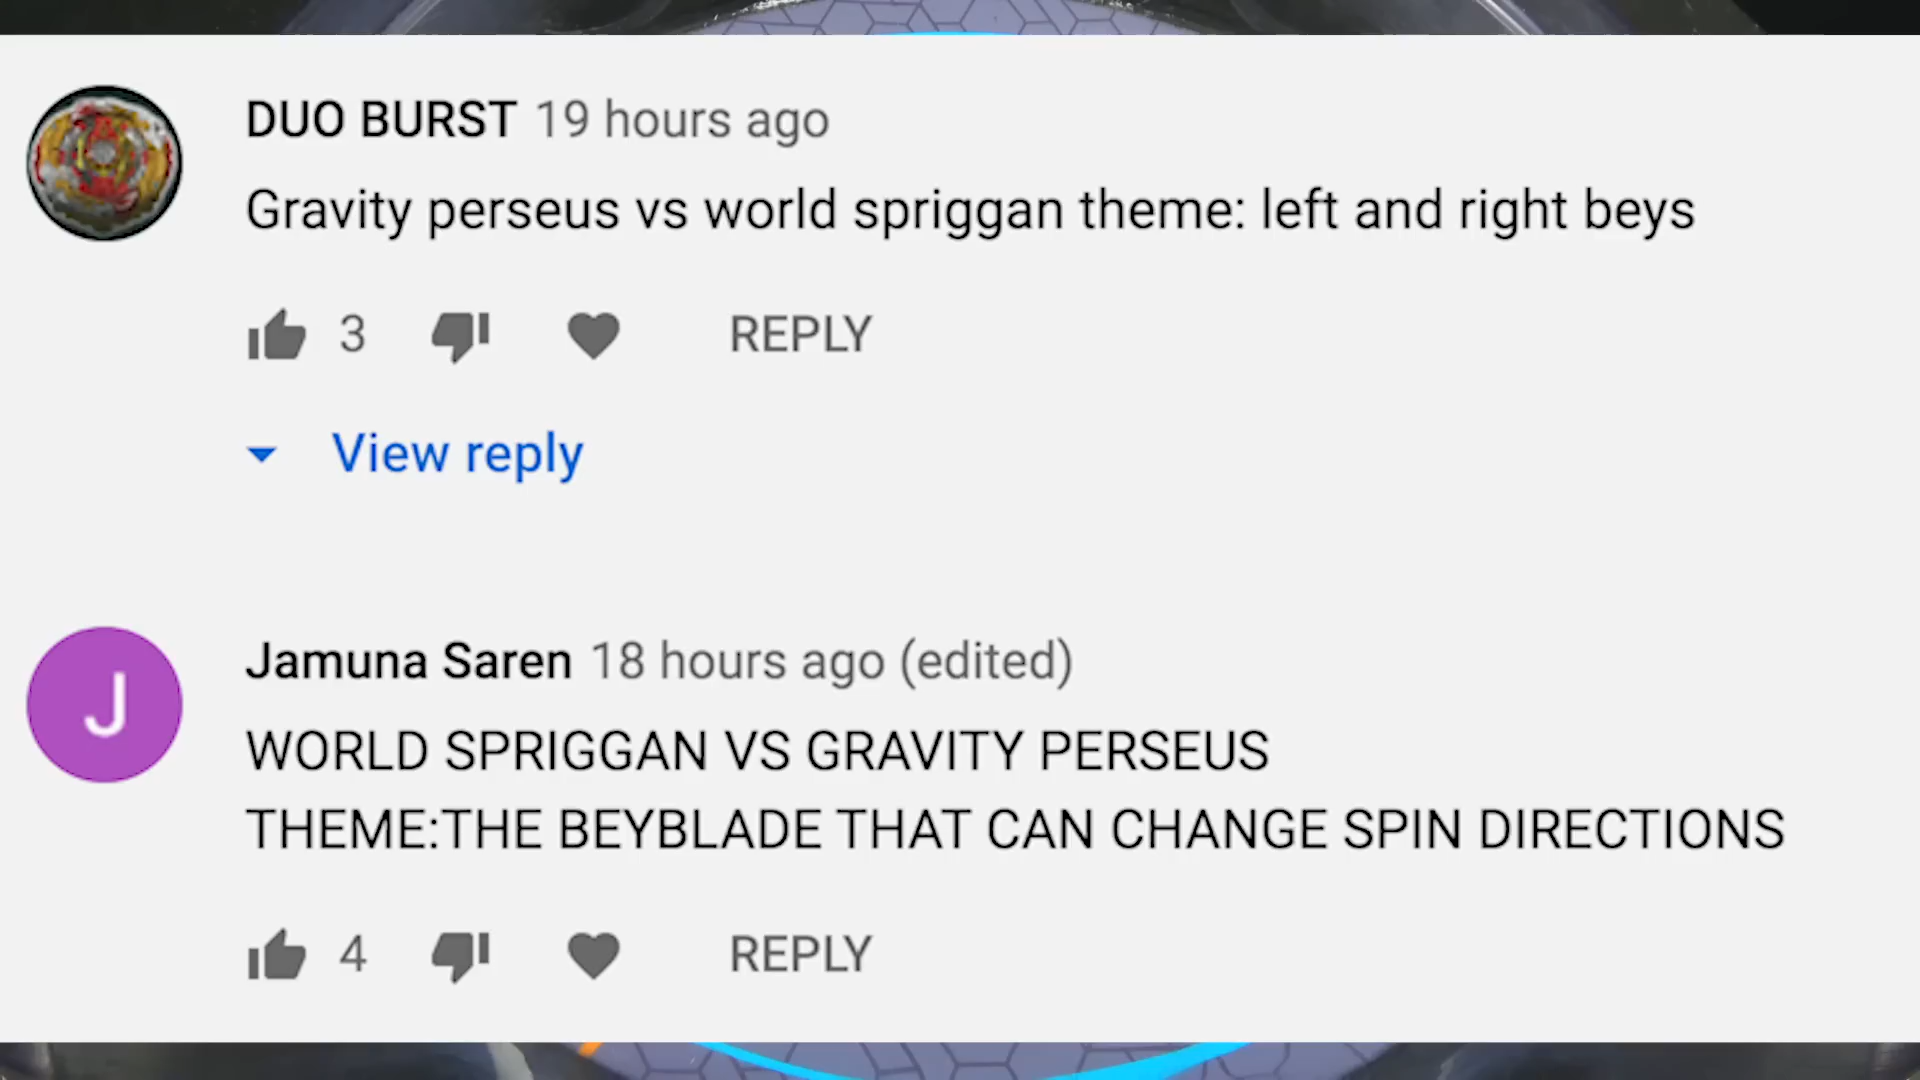 DUO BURST 19 hours ago
Gravity perseus vs world spriggan theme: left and right beys
3 REPLY
View reply
J
Jamuna Saren 18 hours ago (edited)
WORLD SPRIGGAN VS GRAVITY PERSEUS
THEME:THE BEYBLADE THAT CAN CHANGE SPIN DIRECTIONS
4 REPLY